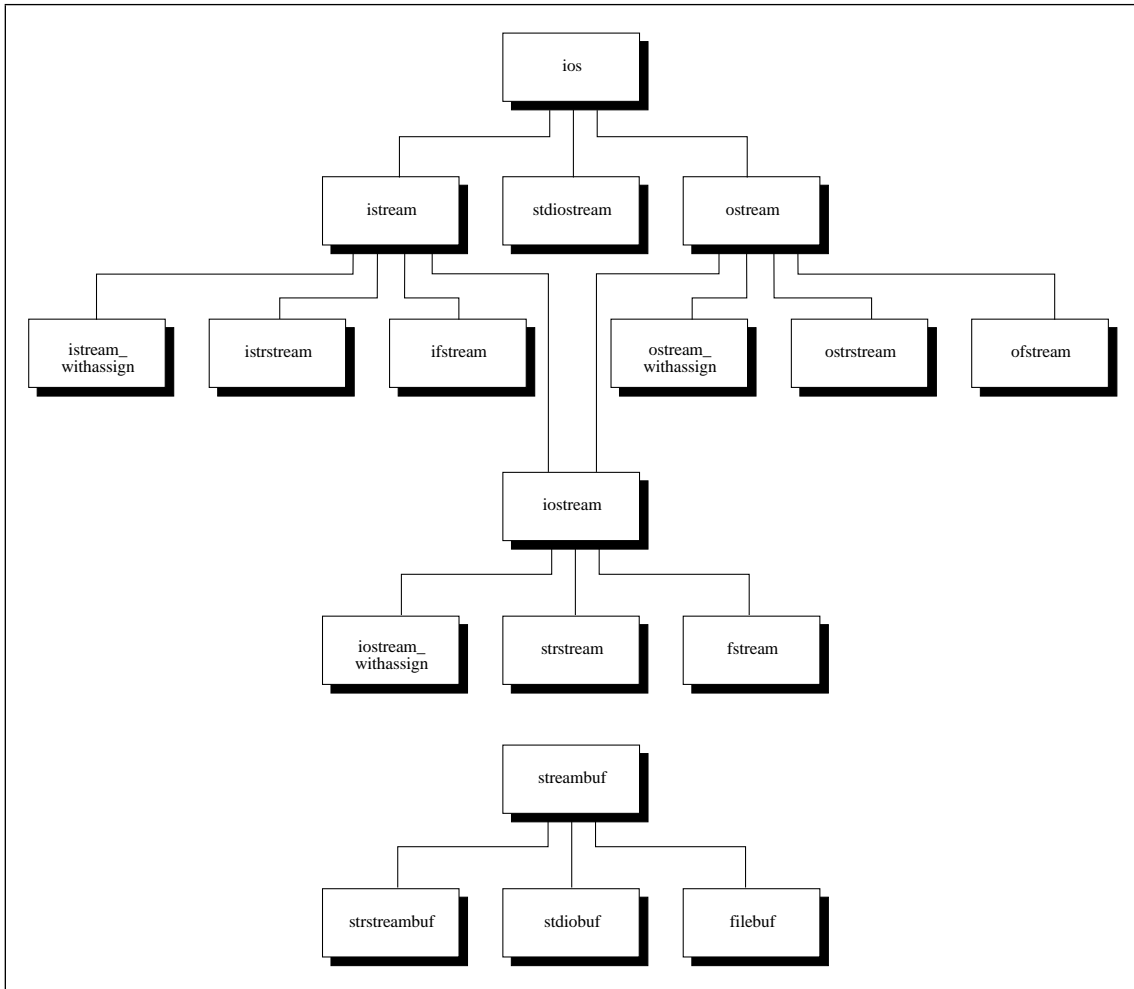 ios
istream
stdiostream
ostream
istream_
withassign
istrstream
ifstream
ostream_
withassign
ostrstream
ofstream
iostream
iostream_
withassign
strstream
fstream
streambuf
strstreambuf
stdiobuf
filebuf